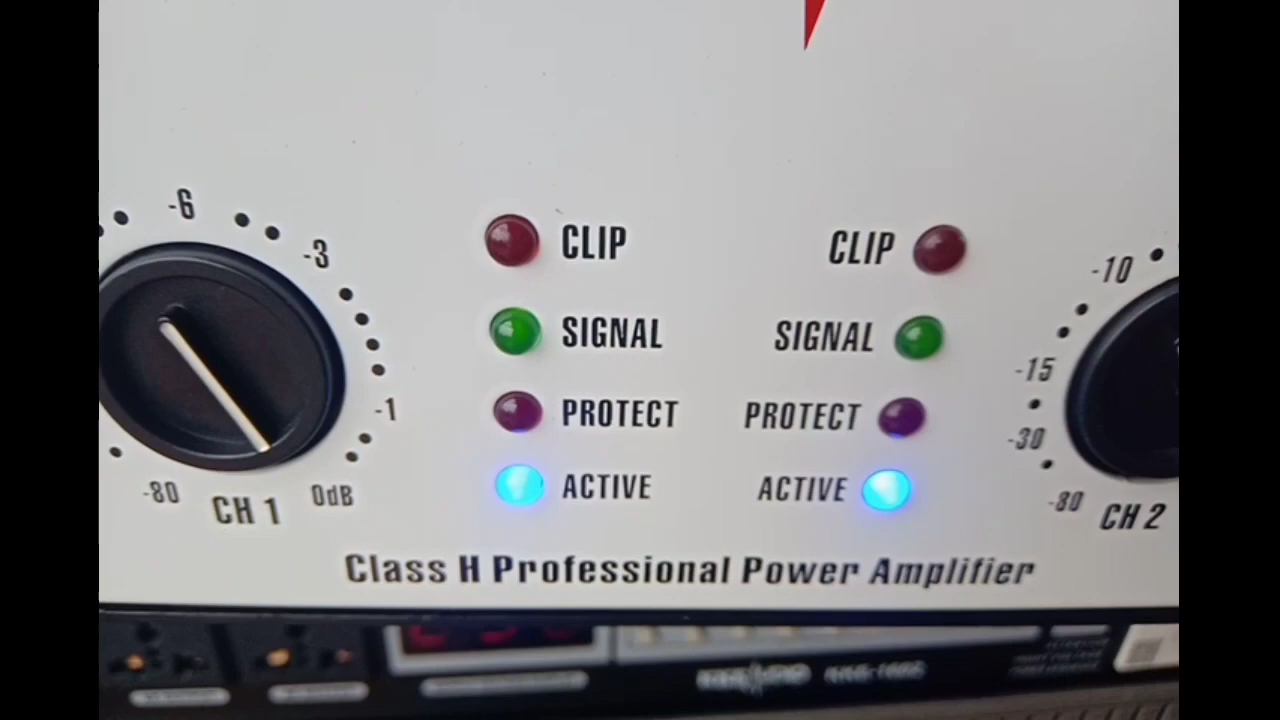 -6
-3
-1
0dB
-80
CH 1
CLIP
SIGNAL
PROTECT
ACTIVE
CLIP
SIGNAL
PROTECT
ACTIVE
-10
-15
-30
-80
CH 2
Class H Professional Power Amplifier